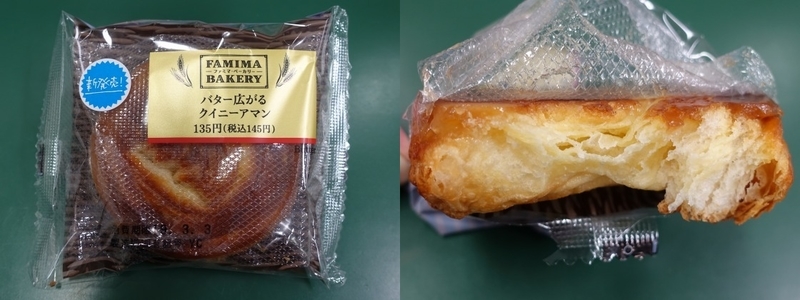 新発売!
FAMIMA
ファミマ・ベーカリー
BAKERY
バター広がる
クイニーアマン
135円(税込145円)